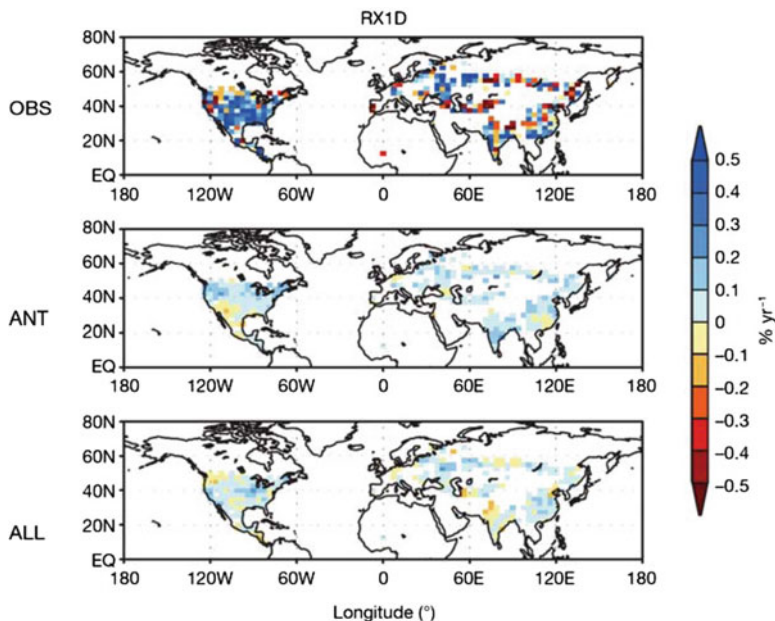 RX1D
OBS
80N
60N
40N
20N
EQ
180 120W 60W 0 60E 120E 180
ANT
80N
60N
40N
20N
EQ
180 120W 60W 0 60E 120E 180
ALL
80N
60N
40N
20N
EQ
180 120W 60W 0 60E 120E 180
Longitude (°)
0.5
0.4
0.3
0.2
0.1
0
−0.1
−0.2
−0.3
−0.4
−0.5
% yr⁻¹